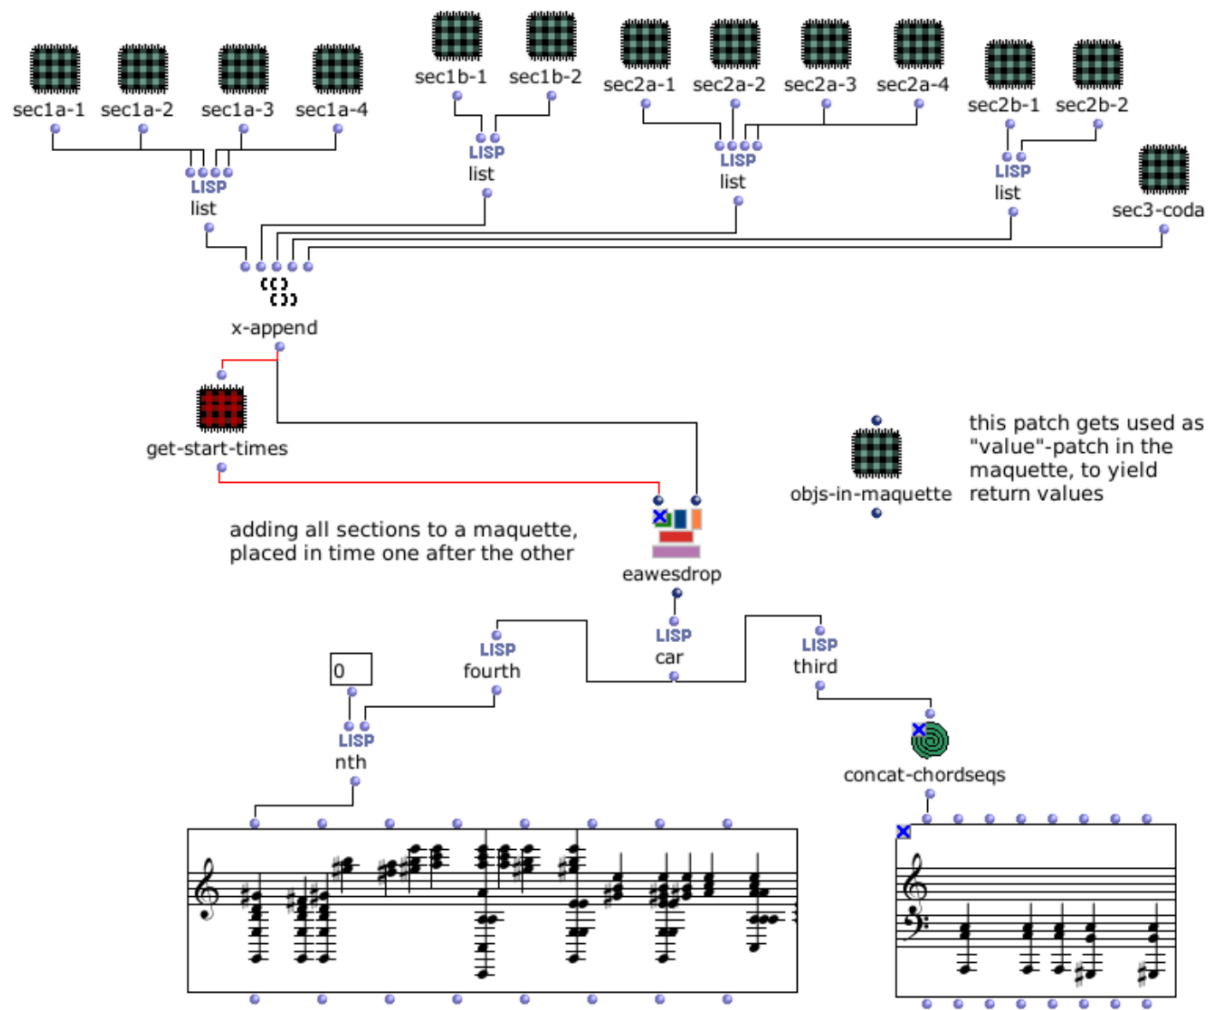 sec1a-1 sec1a-2 sec1a-3 sec1a-4
sec1b-1 sec1b-2
sec2a-1 sec2a-2 sec2a-3 sec2a-4
sec2b-1 sec2b-2
LISP
list
LISP
list
LISP
list
LISP
list
sec3-coda
x-append
get-start-times
objs-in-maquette
this patch gets used as
"value"-patch in the
maquette, to yield
return values
adding all sections to a maquette,
placed in time one after the other
eawesdrop
LISP
fourth
LISP
car
LISP
third
0
LISP
nth
concat-chordseqs